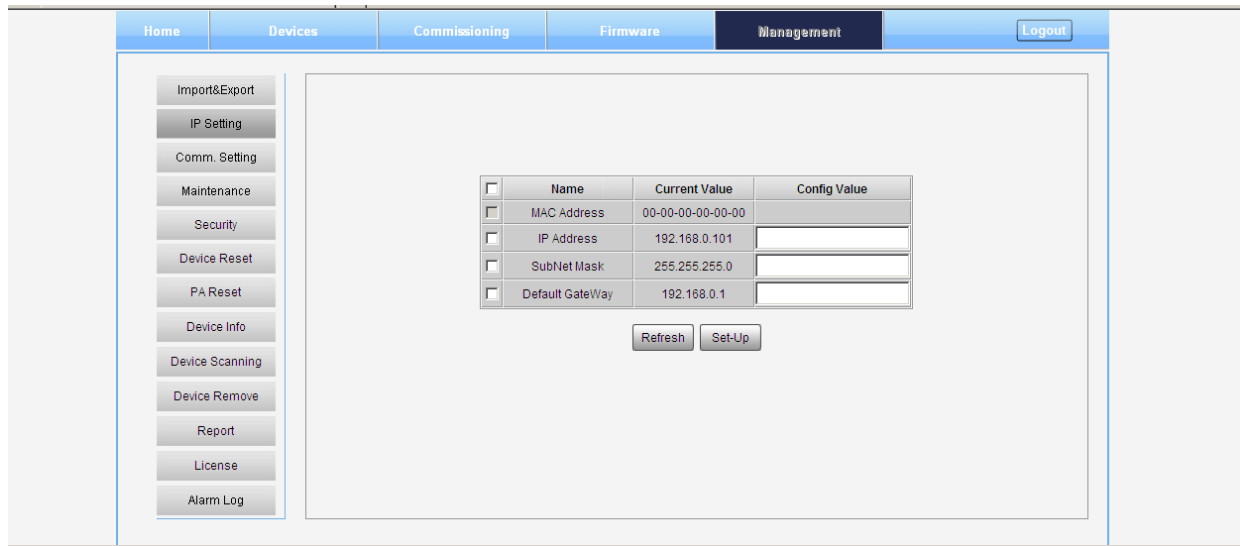 Home Devices Commissioning Firmware Management Logout
Import&Export
IP Setting
Comm. Setting
Maintenance
Security
Device Reset
PA Reset
Device Info
Device Scanning
Device Remove
Report
License
Alarm Log
Name Current Value Config Value
MAC Address 00-00-00-00-00-00
IP Address 192.168.0.101
SubNet Mask 255.255.255.0
Default GateWay 192.168.0.1
Refresh Set-Up